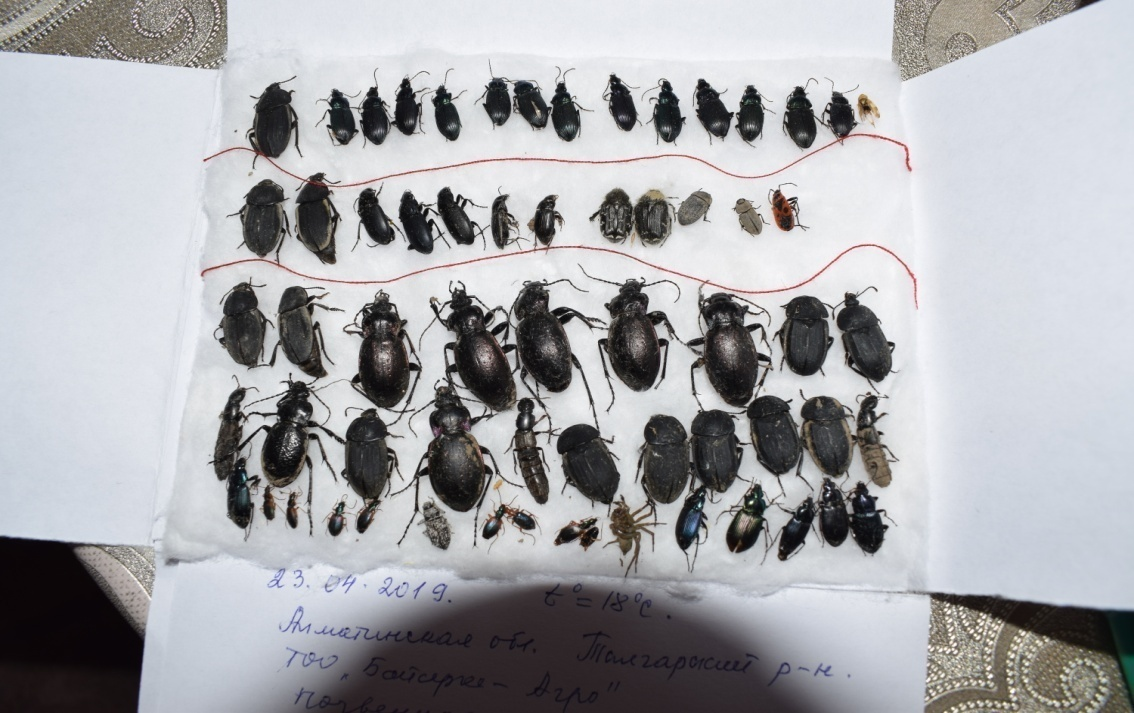 23. 04. 2019. t°=18°C.
Алматинская обл. Талгарский р-н.
ТОО „Байсерке-Агро"